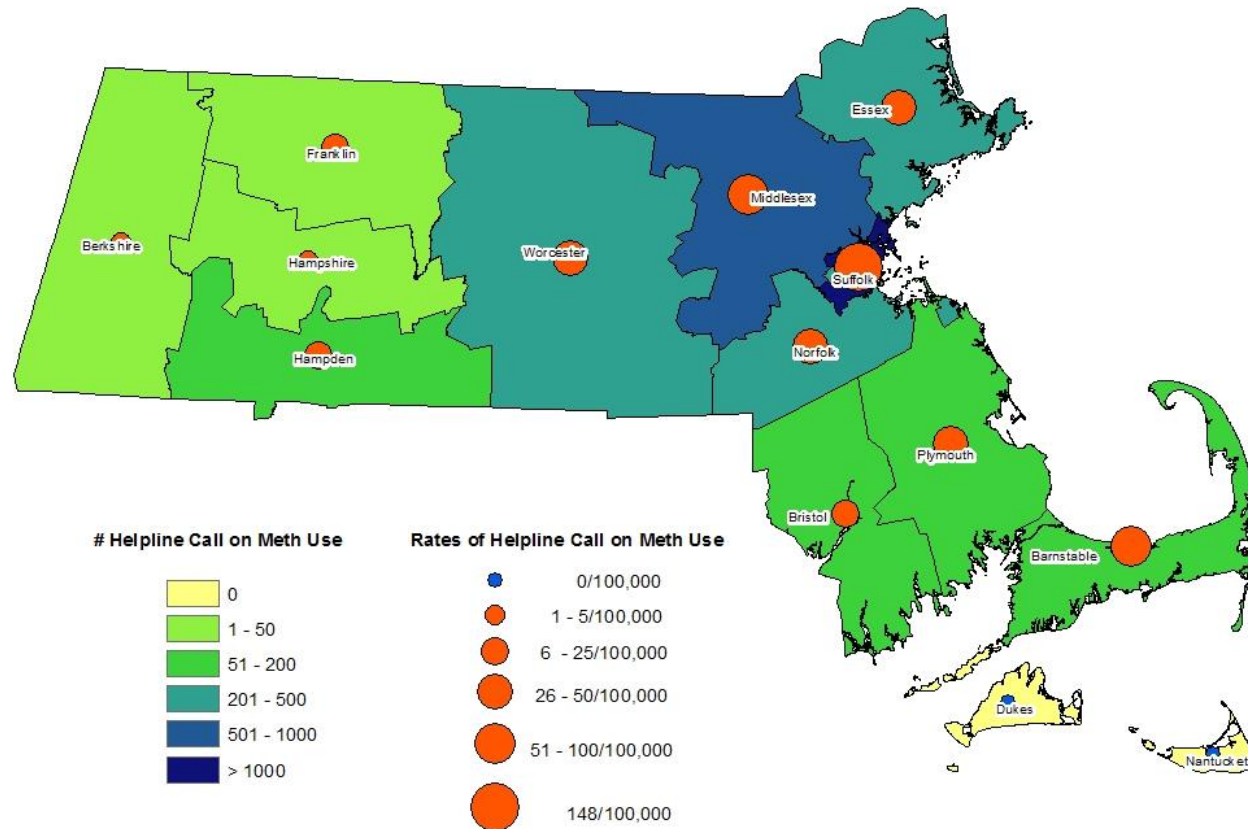 Essex
Franklin
Middlesex
Berkshire
Hampshire
Worcester
Suffolk
Hampden
Norfolk
Plymouth
Bristol
Barnstable
Dukes
Nantucket
# Helpline Call on Meth Use
0
1 - 50
51 - 200
201 - 500
501 - 1000
> 1000
Rates of Helpline Call on Meth Use
0/100,000
1 - 5/100,000
6 - 25/100,000
26 - 50/100,000
51 - 100/100,000
148/100,000